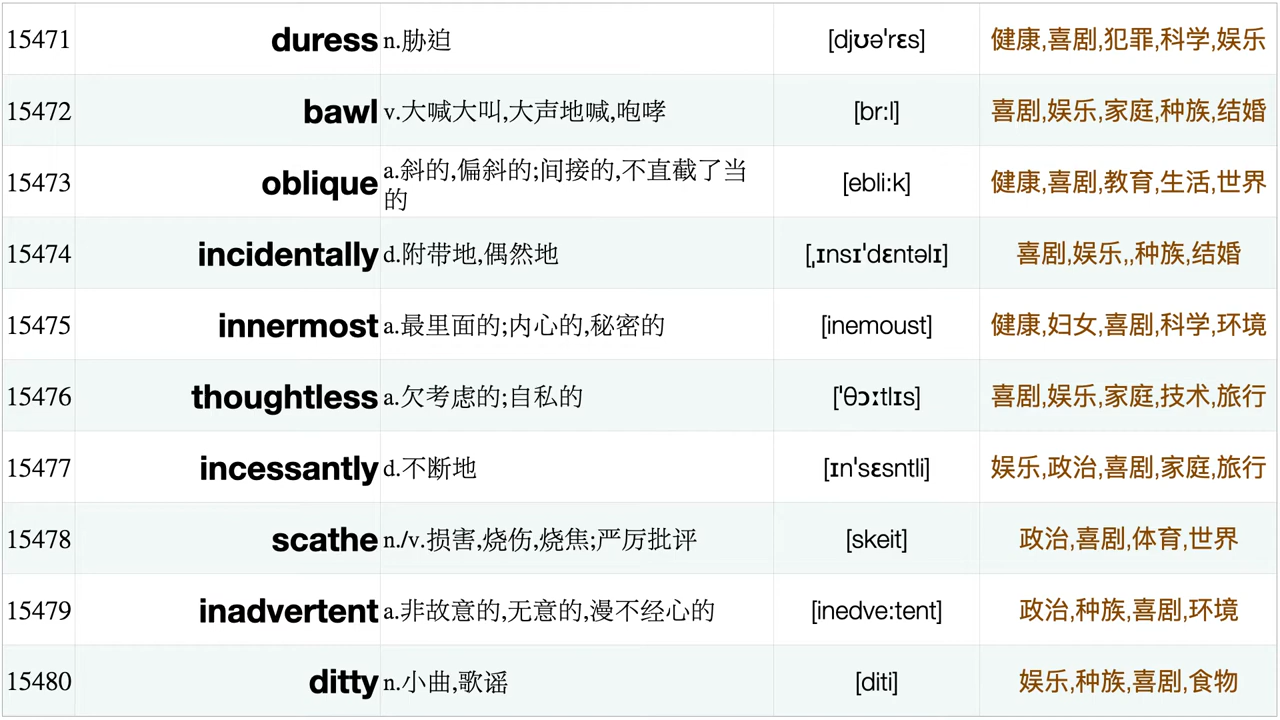 15471 duress n.胁迫 [djʊəˈrɛs] 健康,喜剧,犯罪,科学,娱乐
15472 bawl v.大喊大叫,大声地喊,咆哮 [br:l] 喜剧,娱乐,家庭,种族,结婚
15473 oblique a.斜的,偏斜的;间接的,不直截了当
的 [ebli:k] 健康,喜剧,教育,生活,世界
15474 incidentally d.附带地,偶然地 [ˌɪnsɪˈdɛntəlɪ] 喜剧,娱乐,,种族,结婚
15475 innermost a.最里面的;内心的,秘密的 [inemoust] 健康,妇女,喜剧,科学,环境
15476 thoughtless a.欠考虑的;自私的 [ˈθɔːtlɪs] 喜剧,娱乐,家庭,技术,旅行
15477 incessantly d.不断地 [ɪnˈsɛsntli] 娱乐,政治,喜剧,家庭,旅行
15478 scathe n./v.损害,烧伤,烧焦;严厉批评 [skeit] 政治,喜剧,体育,世界
15479 inadvertent a.非故意的,无意的,漫不经心的 [inedve:tent] 政治,种族,喜剧,环境
15480 ditty n.小曲,歌谣 [diti] 娱乐,种族,喜剧,食物